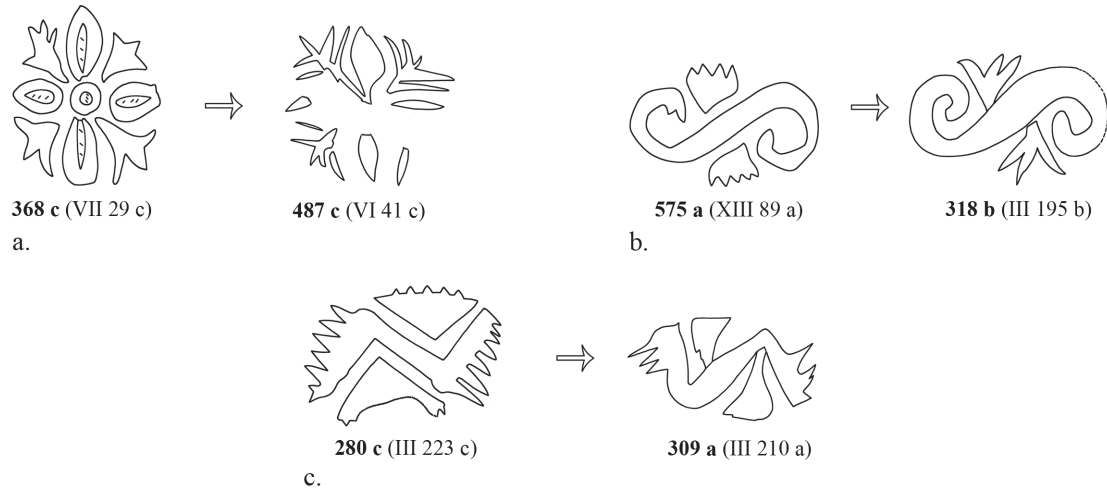 368 c (VII 29 c)
487 c (VI 41 c)
a.
575 a (XIII 89 a)
318 b (III 195 b)
b.
280 c (III 223 c)
309 a (III 210 a)
c.